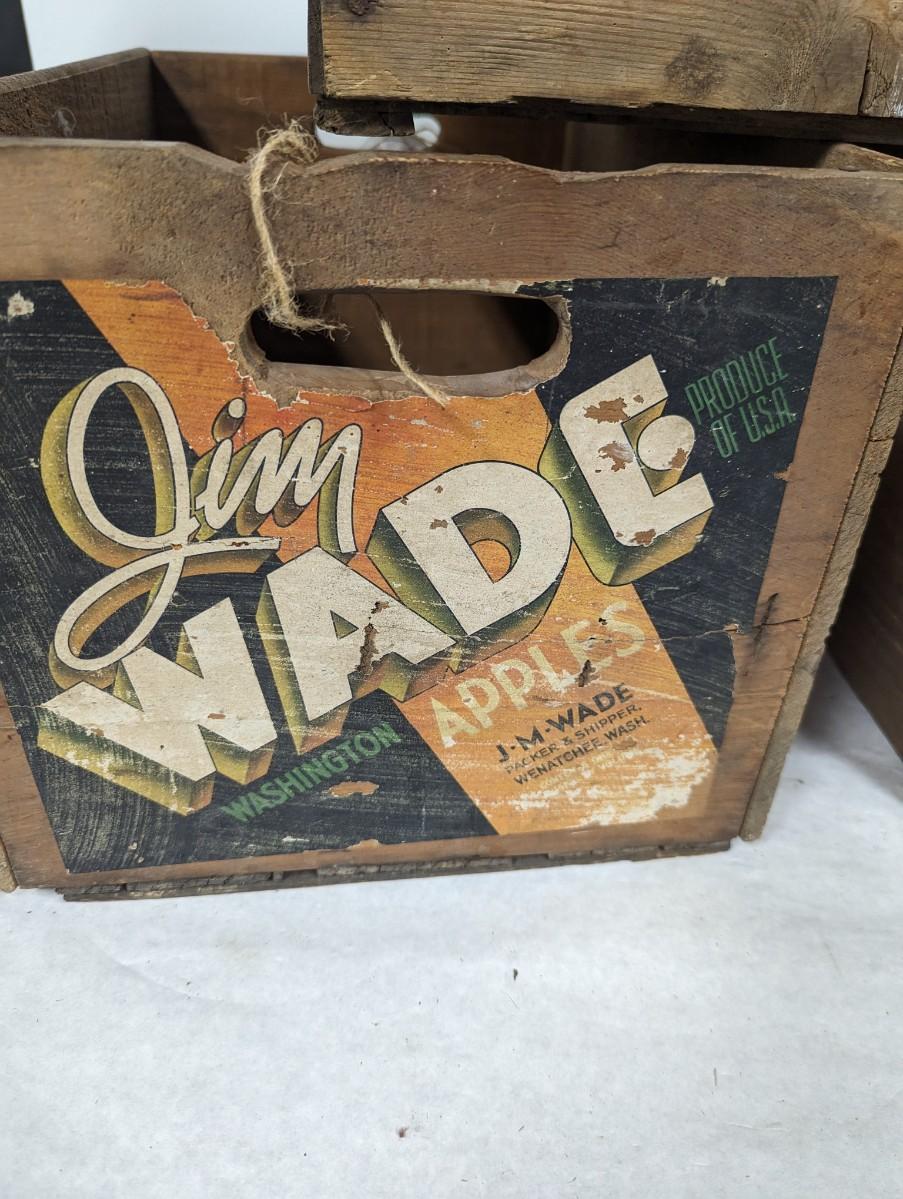 Jim
WADE
PRODUCE
OF U.S.A.
WASHINGTON
APPLES
J·M·WADE
PACKER & SHIPPER.
WENATCHEE, WASH.